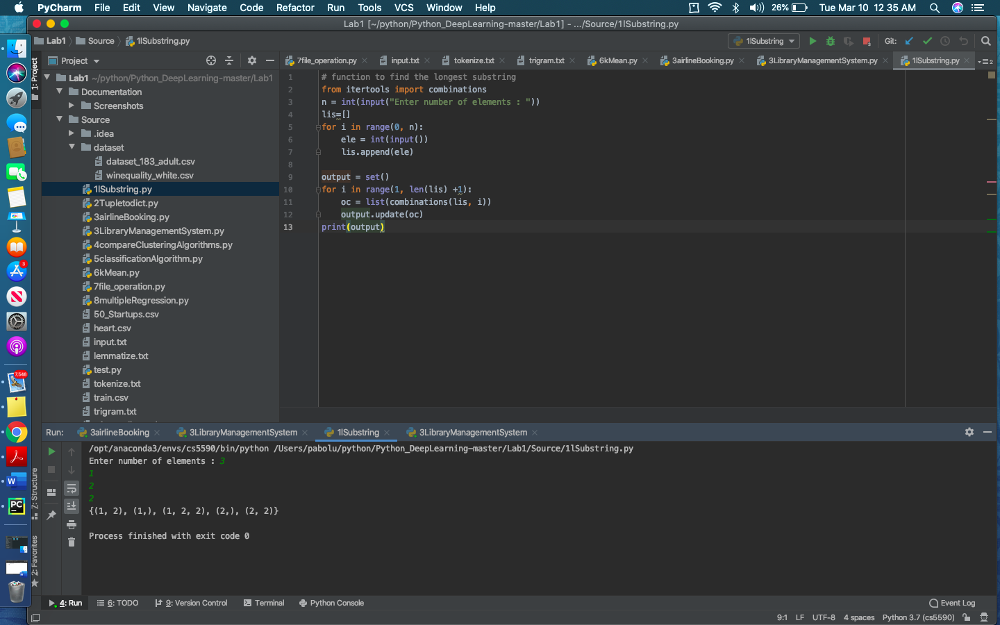 PyCharm File Edit View Navigate Code Refactor Run Tools VCS Window Help 26% Tue Mar 10 12 35 AM
Lab1 [~/python/Python_DeepLearning-master/Lab1] - .../Source/1lSubstring.py
Lab1 Source 1lSubstring.py 1lSubstring Git:
Project 7file_operation.py input.txt tokenize.txt trigram.txt 6kMean.py 3airlineBooking.py 3LibraryManagementSystem.py 1lSubstring.py 2
1: Project
Lab1 ~/python/Python_DeepLearning-master/Lab1
Documentation
Screenshots
Source
.idea
dataset
dataset_183_adult.csv
winequality_white.csv
1lSubstring.py
2Tupletodict.py
3airlineBooking.py
3LibraryManagementSystem.py
4compareClusteringAlgorithms.py
5classificationAlgorithm.py
6kMean.py
7file_operation.py
8multipleRegression.py
50_Startups.csv
heart.csv
input.txt
lemmatize.txt
test.py
tokenize.txt
train.csv
trigram.txt
1 # function to find the longest substring
2 from itertools import combinations
3 n = int(input("Enter number of elements : "))
4 lis=[]
5 for i in range(0, n):
6     ele = int(input())
7     lis.append(ele)
8
9 output = set()
10 for i in range(1, len(lis) +1):
11     oc = list(combinations(lis, i))
12     output.update(oc)
13 print(output)
Run: 3airlineBooking 3LibraryManagementSystem 1lSubstring 3LibraryManagementSystem
/opt/anaconda3/envs/cs5590/bin/python /Users/pabolu/python/Python_DeepLearning-master/Lab1/Source/1lSubstring.py
Enter number of elements : 3
1
2
2
{(1, 2), (1,), (1, 2, 2), (2,), (2, 2)}
Process finished with exit code 0
7: Structure
2: Favorites
3
7,548
W
PC
4: Run 6: TODO 9: Version Control Terminal Python Console Event Log
9:1 LF UTF-8 4 spaces Python 3.7 (cs5590)